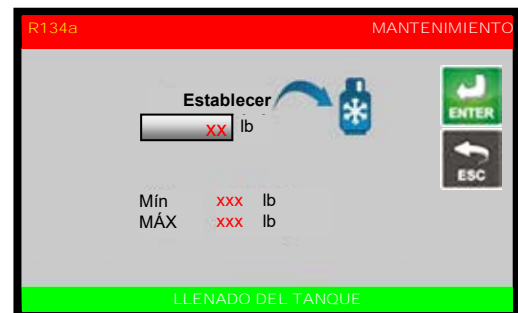 R134a MANTENIMIENTO
Establecer
xx lb
ENTER
ESC
Mín xxx lb
MÁX xxx lb
LLENADO DEL TANQUE